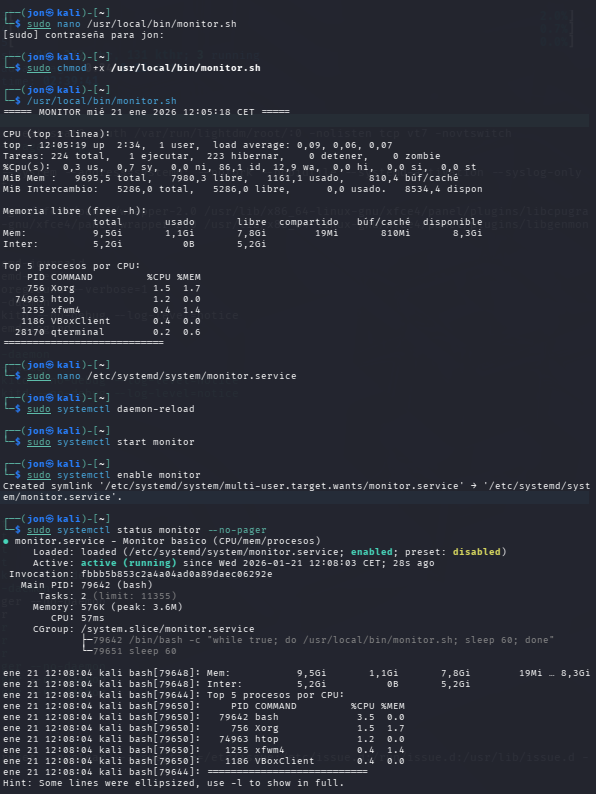 ┌──(jon㉿kali)-[~]
└─$ sudo nano /usr/local/bin/monitor.sh
[sudo] contraseña para jon:
┌──(jon㉿kali)-[~]
└─$ sudo chmod +x /usr/local/bin/monitor.sh
┌──(jon㉿kali)-[~]
└─$ /usr/local/bin/monitor.sh
===== MONITOR mié 21 ene 2026 12:05:18 CET =====
CPU (top 1 linea):
top - 12:05:19 up  2:34,  1 user,  load average: 0,09, 0,06, 0,07
Tareas: 224 total,   1 ejecutar,  223 hibernar,    0 detener,    0 zombie
%Cpu(s):  0,3 us,  0,7 sy,  0,0 ni, 86,1 id, 12,9 wa,  0,0 hi,  0,0 si,  0,0 st
MiB Mem :   9695,5 total,   7980,3 libre,   1161,1 usado,    810,4 búf/caché
MiB Intercambio:   5286,0 total,   5286,0 libre,      0,0 usado.   8534,4 dispon
Memoria libre (free -h):
               total       usado       libre  compartido   búf/caché  disponible
Mem:           9,5Gi       1,1Gi       7,8Gi        19Mi       810Mi       8,3Gi
Inter:         5,2Gi          0B       5,2Gi
Top 5 procesos por CPU:
    PID COMMAND         %CPU %MEM
    756 Xorg             1.5  1.7
  74963 htop             1.2  0.0
   1255 xfwm4            0.4  1.4
   1186 VBoxClient       0.4  0.0
  28170 qterminal        0.2  0.6
===========================
┌──(jon㉿kali)-[~]
└─$ sudo nano /etc/systemd/system/monitor.service
┌──(jon㉿kali)-[~]
└─$ sudo systemctl daemon-reload
┌──(jon㉿kali)-[~]
└─$ sudo systemctl start monitor
┌──(jon㉿kali)-[~]
└─$ sudo systemctl enable monitor
Created symlink '/etc/systemd/system/multi-user.target.wants/monitor.service' → '/etc/systemd/syst
em/monitor.service'.
┌──(jon㉿kali)-[~]
└─$ sudo systemctl status monitor --no-pager
● monitor.service - Monitor basico (CPU/mem/procesos)
     Loaded: loaded (/etc/systemd/system/monitor.service; enabled; preset: disabled)
     Active: active (running) since Wed 2026-01-21 12:08:03 CET; 28s ago
 Invocation: fbbb5b853c2a4a04ad0a89daec06292e
   Main PID: 79642 (bash)
      Tasks: 2 (limit: 11355)
     Memory: 576K (peak: 3.6M)
        CPU: 57ms
     CGroup: /system.slice/monitor.service
             ├─79642 /bin/bash -c "while true; do /usr/local/bin/monitor.sh; sleep 60; done"
             └─79651 sleep 60
ene 21 12:08:04 kali bash[79648]: Mem:           9,5Gi       1,1Gi       7,8Gi        19Mi … 8,3Gi
ene 21 12:08:04 kali bash[79648]: Inter:         5,2Gi          0B       5,2Gi
ene 21 12:08:04 kali bash[79644]: Top 5 procesos por CPU:
ene 21 12:08:04 kali bash[79650]:     PID COMMAND         %CPU %MEM
ene 21 12:08:04 kali bash[79650]:   79642 bash             3.5  0.0
ene 21 12:08:04 kali bash[79650]:     756 Xorg             1.5  1.7
ene 21 12:08:04 kali bash[79650]:   74963 htop             1.2  0.0
ene 21 12:08:04 kali bash[79650]:    1255 xfwm4            0.4  1.4
ene 21 12:08:04 kali bash[79650]:    1186 VBoxClient       0.4  0.0
ene 21 12:08:04 kali bash[79644]: ===========================
Hint: Some lines were ellipsized, use -l to show in full.